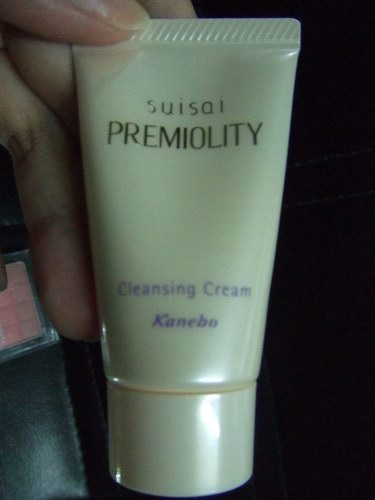 suisai
PREMIOLITY
Cleansing Cream
Kanebo